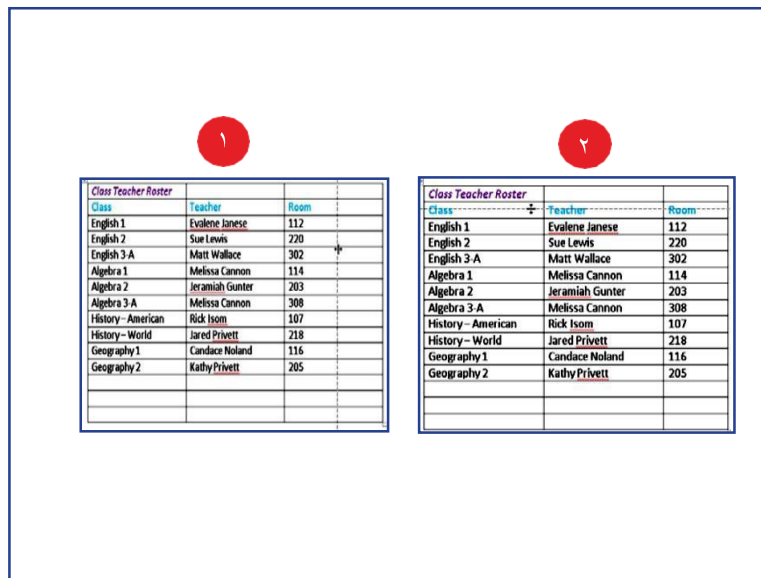 ١
Class Teacher Roster
Class Teacher Room
English 1 Evalene Janese 112
English 2 Sue Lewis 220
English 3-A Matt Wallace 302
Algebra 1 Melissa Cannon 114
Algebra 2 Jeramiah Gunter 203
Algebra 3-A Melissa Cannon 308
History – American Rick Isom 107
History – World Jared Privett 218
Geography 1 Candace Noland 116
Geography 2 Kathy Privett 205
٢
Class Teacher Roster
Class Teacher Room
English 1 Evalene Janese 112
English 2 Sue Lewis 220
English 3-A Matt Wallace 302
Algebra 1 Melissa Cannon 114
Algebra 2 Jeramiah Gunter 203
Algebra 3-A Melissa Cannon 308
History – American Rick Isom 107
History – World Jared Privett 218
Geography 1 Candace Noland 116
Geography 2 Kathy Privett 205